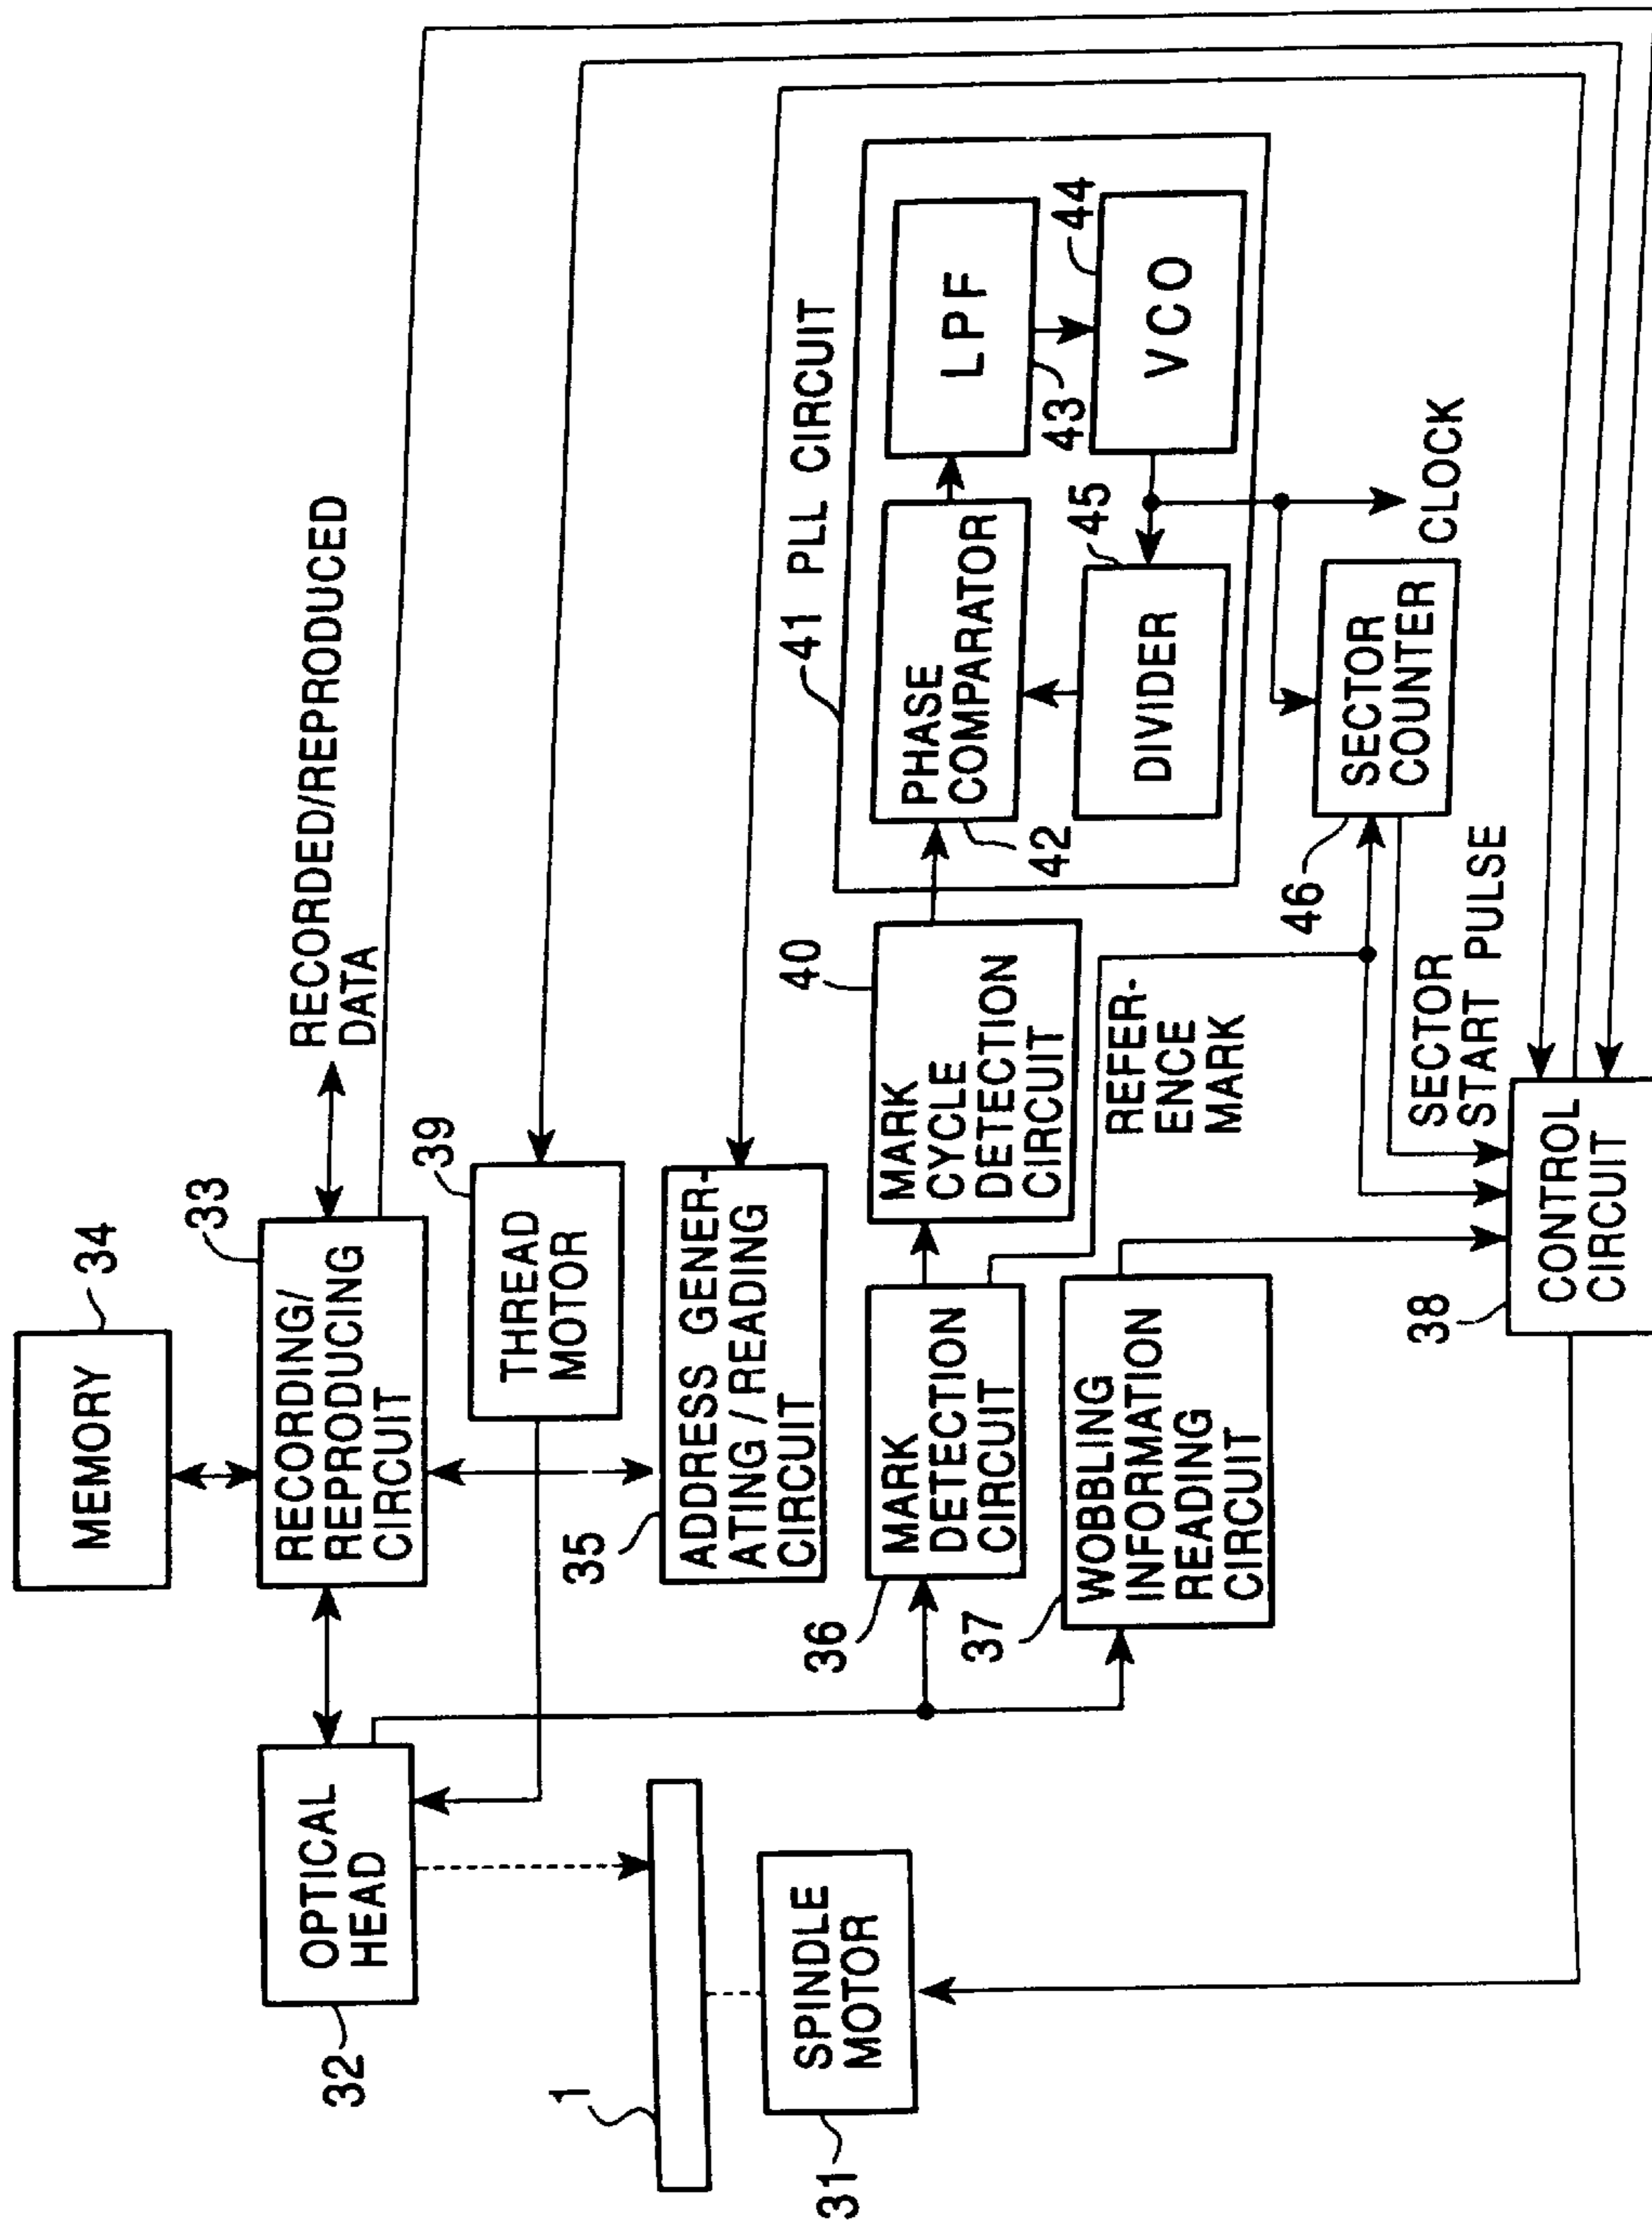 MEMORY
34
33
RECORDING/
REPRODUCING
CIRCUIT
RECORDED/REPRODUCED
DATA
OPTICAL
HEAD
32
39
THREAD
MOTOR
35
ADDRESS GENER-
ATING/READING
CIRCUIT
1
SPINDLE
MOTOR
31
36
MARK
DETECTION
CIRCUIT
37
WOBBLING
INFORMATION
READING
CIRCUIT
40
MARK
CYCLE
DETECTION
CIRCUIT
REFER-
ENCE
MARK
41 PLL CIRCUIT
PHASE
COMPARATOR
42
LPF
43
VCO
44
DIVIDER
45
CLOCK
SECTOR
COUNTER
46
SECTOR
START PULSE
38
CONTROL
CIRCUIT